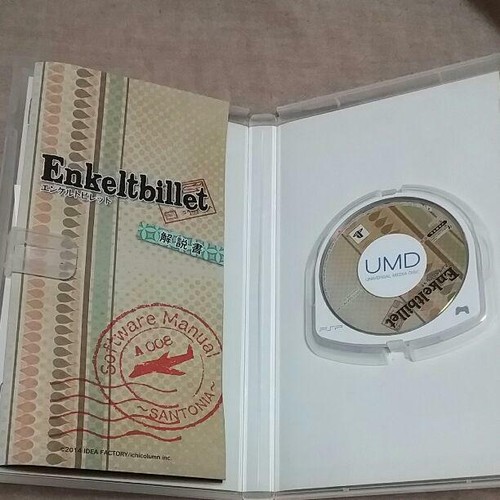 Enkeltbillet
エンケルトビレット
解説書
Software Manual
A008
~SANTONIA~
©2014 IDEA FACTORY/ichicolumn,inc.
UMD
UNIVERSAL MEDIA DISC
Enkeltbillet